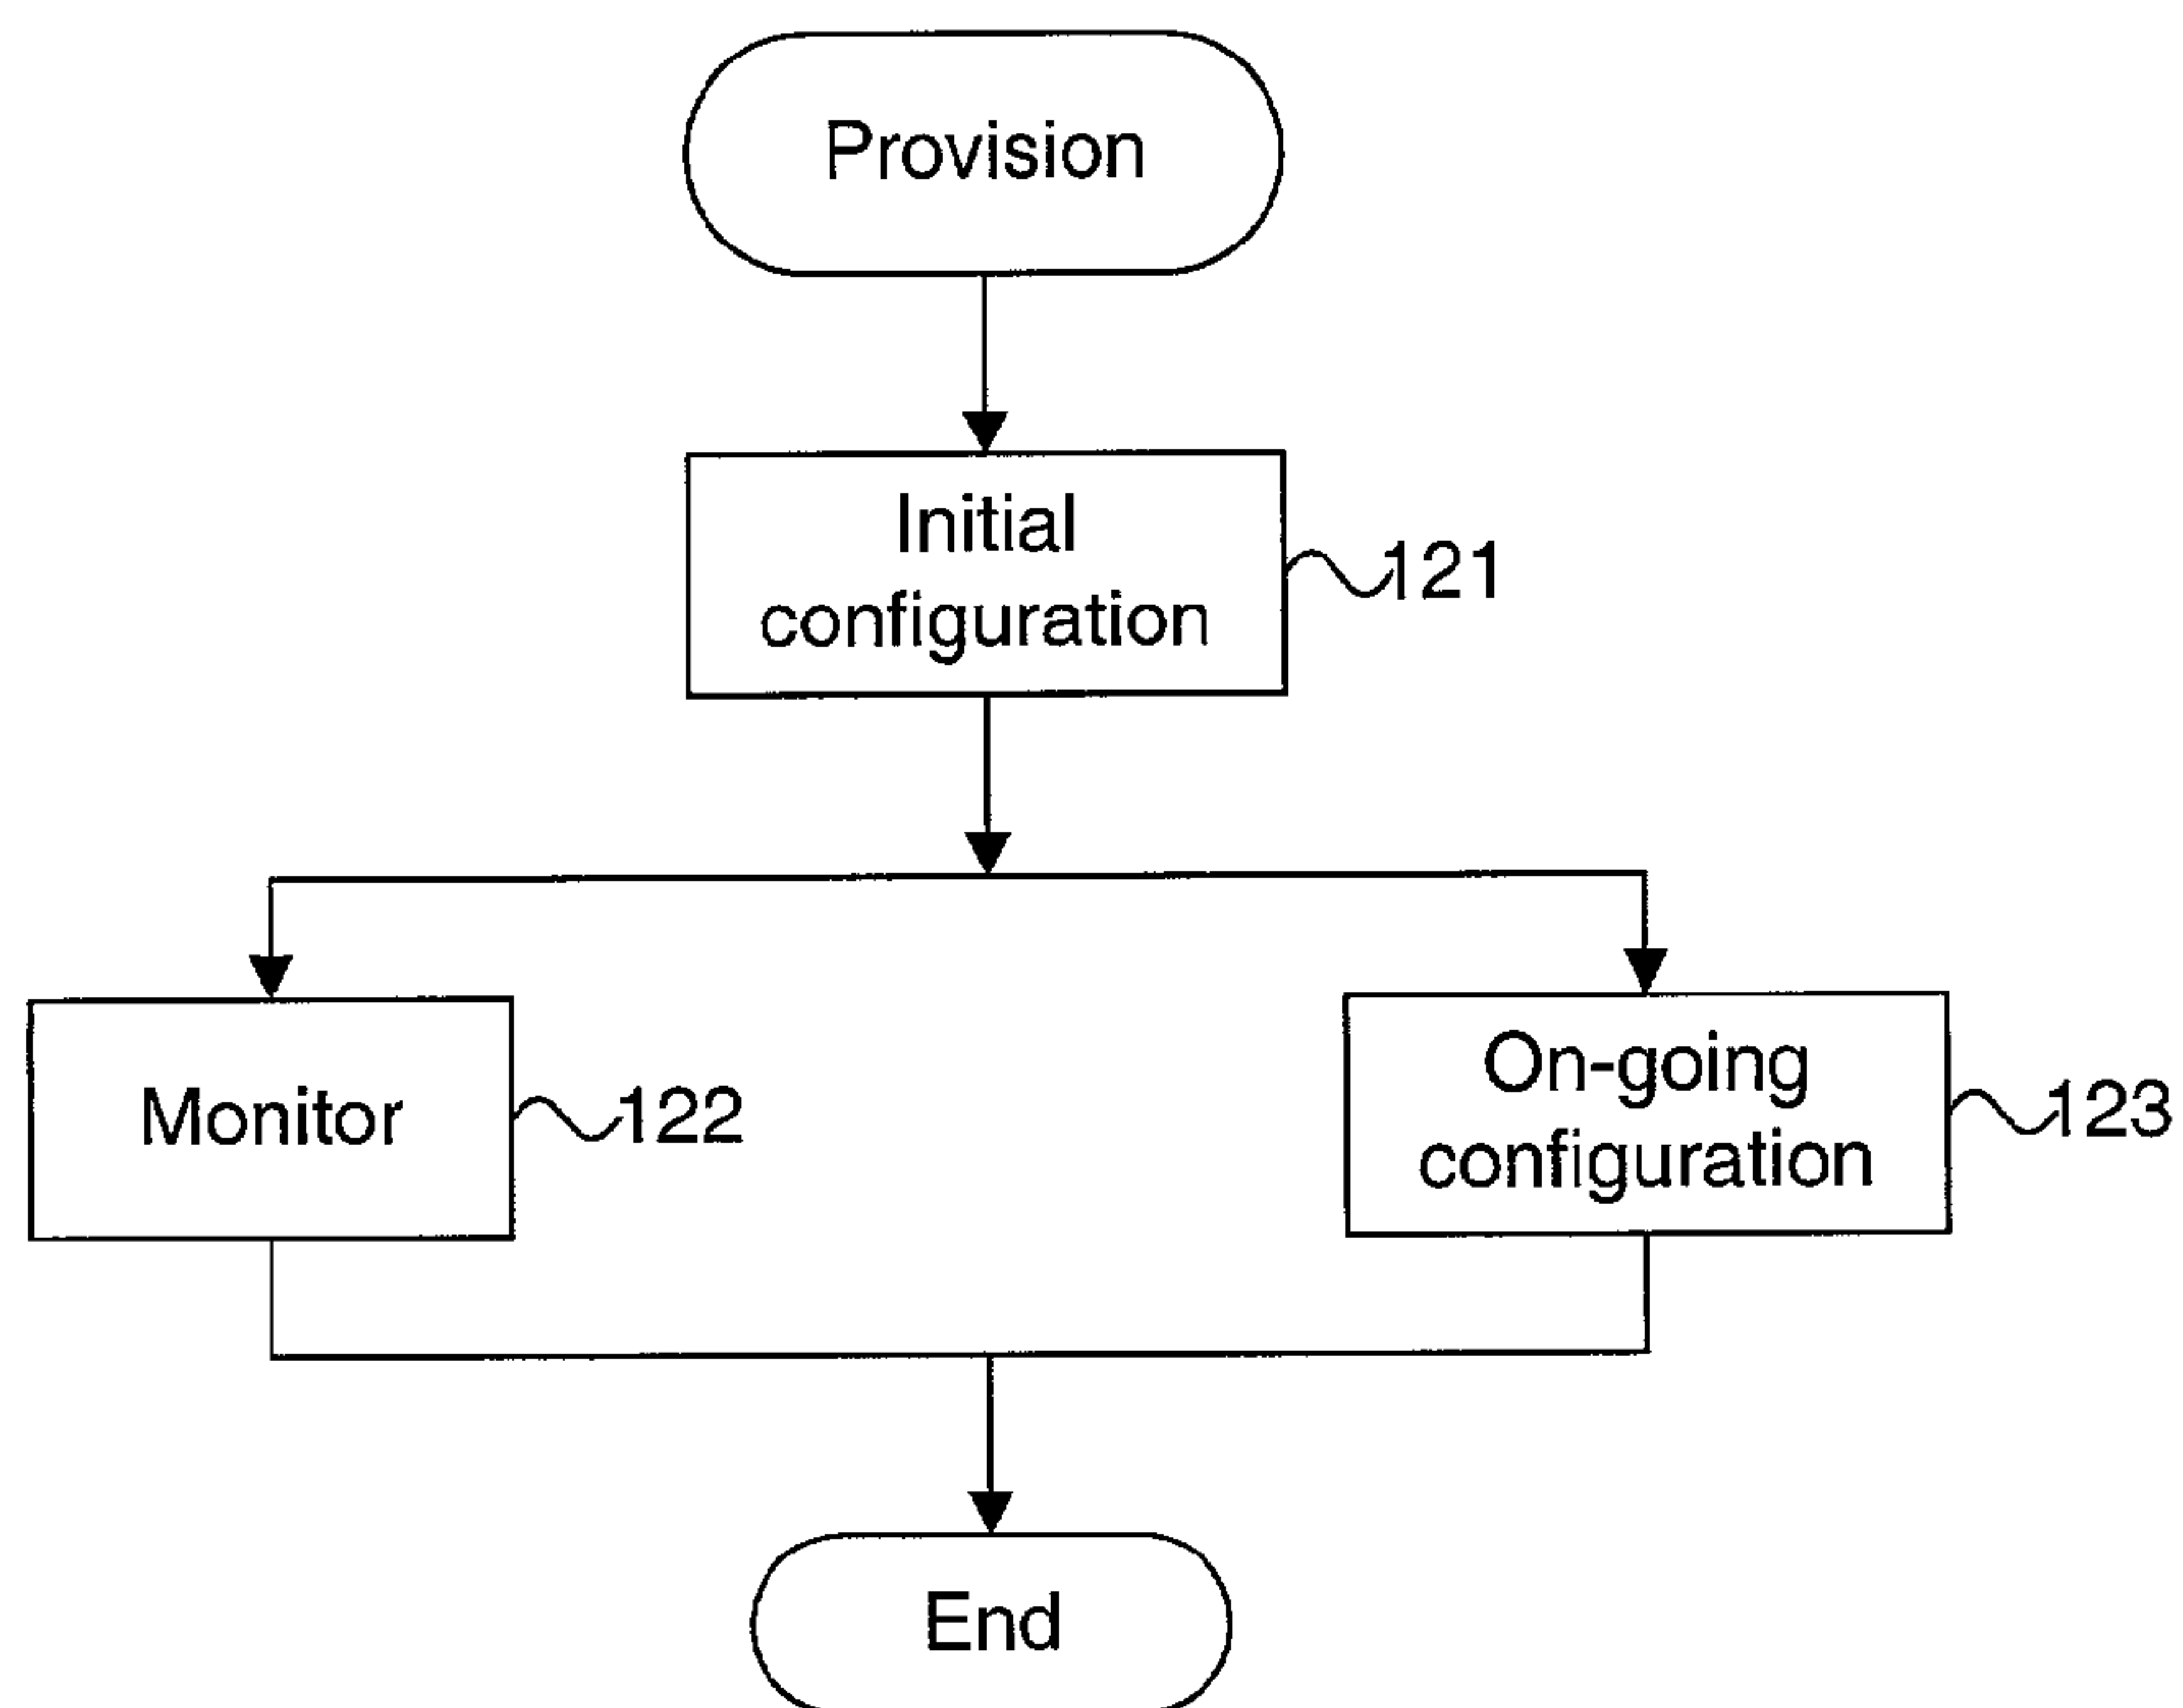 Provision
Initial
configuration
121
Monitor
122
On-going
configuration
123
End